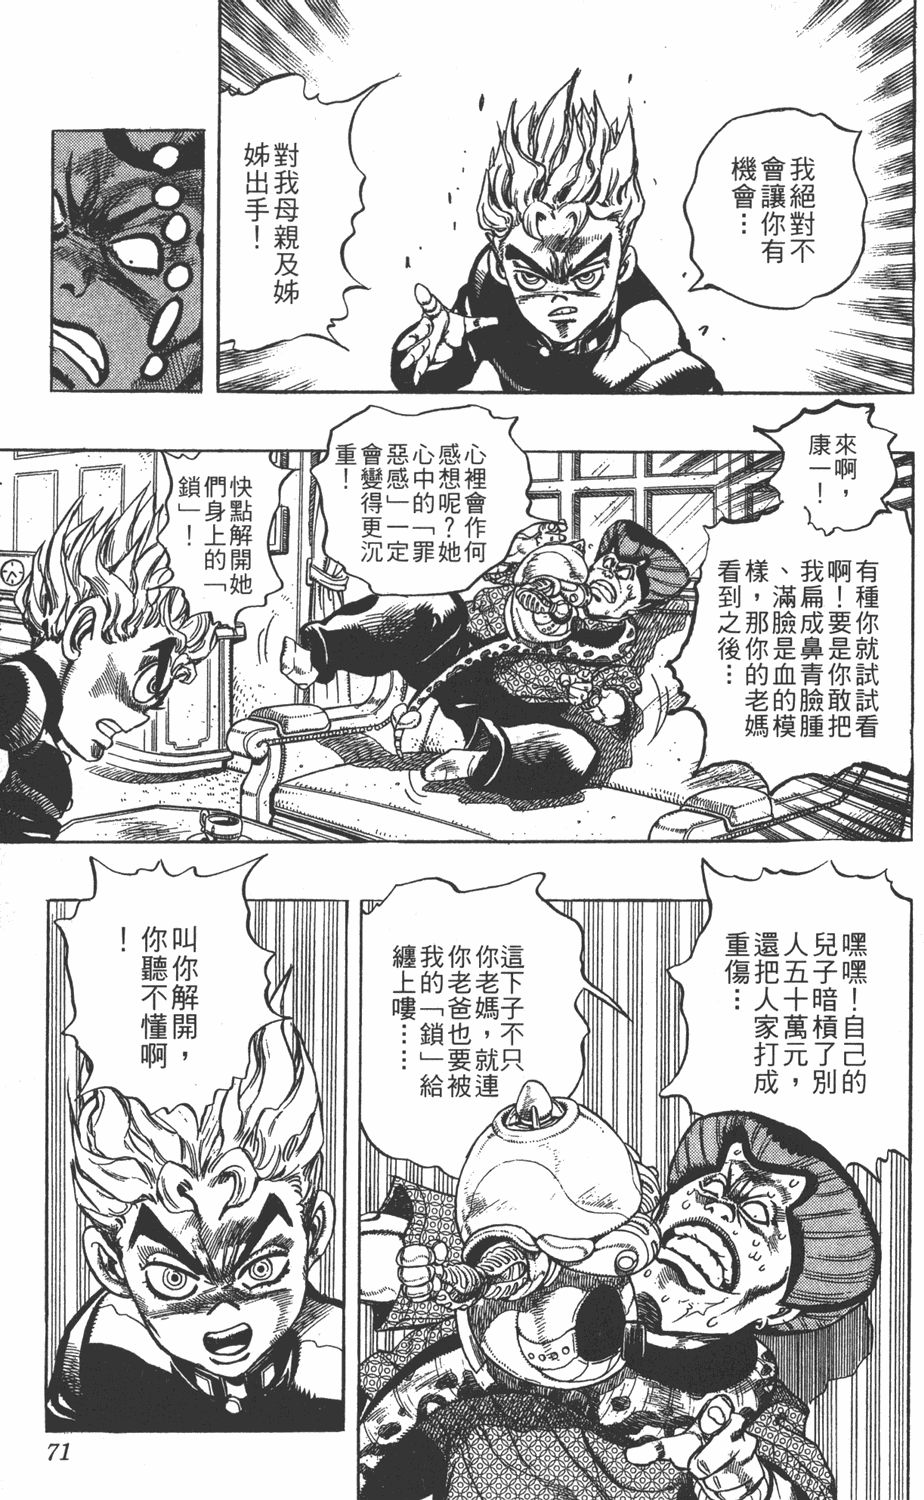 我絕對不
會讓你有
機會…
對我母親及姊
姊出手！
來啊，
康一！
有種你就試試看
啊！要是你敢把
我扁成鼻青臉腫
、滿臉是血的模
樣，那你的老媽
看到之後…
心裡會作何
感想呢？她
心中的「罪
惡感」一定
會變得更沉
重！
快點解開她
們身上的「
鎖」！
嘿嘿！自己的
兒子暗槓了別
人五十萬元，
還把人家打成
重傷…
這下子不只
你老媽，就連
你老爸也要被
我的「鎖」給
纏上嘍……
叫你解開，
你聽不懂啊
！
71